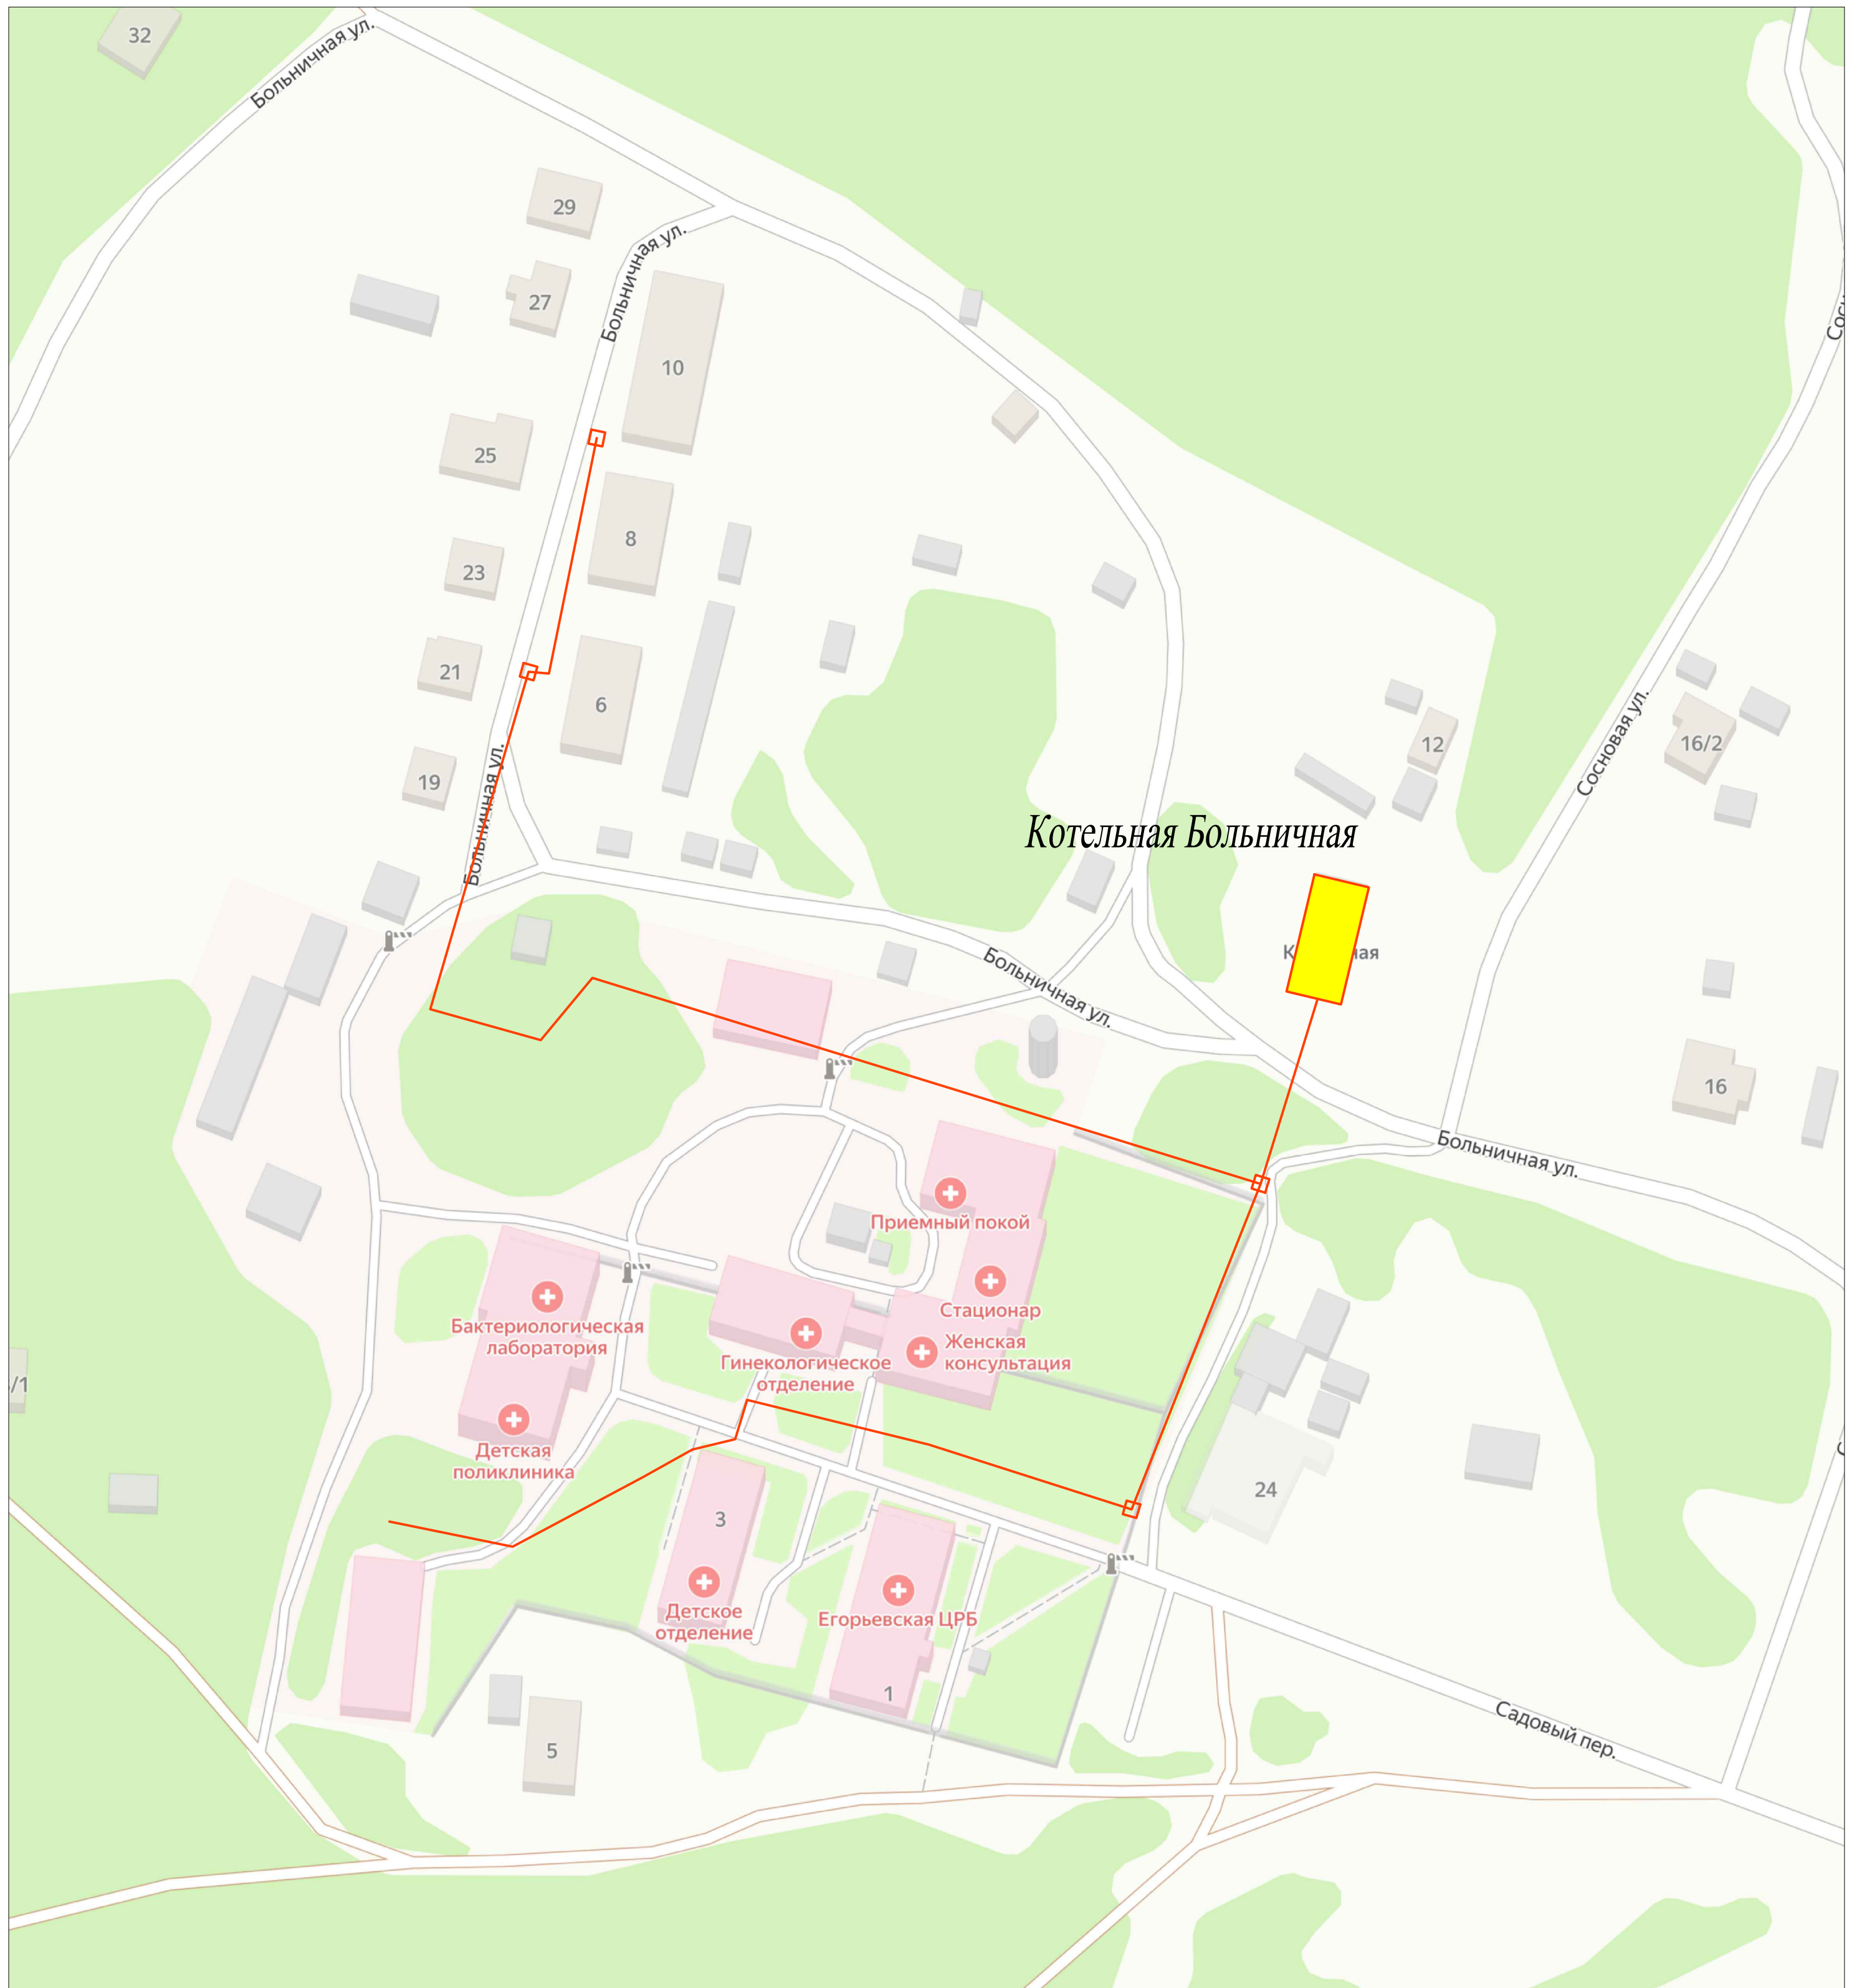 32
Больничная ул.
29
Больничная ул.
27
10
25
8
23
21
6
12
16/2
Сосновая ул.
Больничная ул.
19
Котельная Больничная
Больничная ул.
16
Больничная ул.
Приемный покой
Стационар
Бактериологическая
лаборатория
Женская
консультация
Гинекологическое
отделение
/1
Детская
поликлиника
24
3
Детское
отделение
Егорьевская ЦРБ
1
5
Садовый пер.